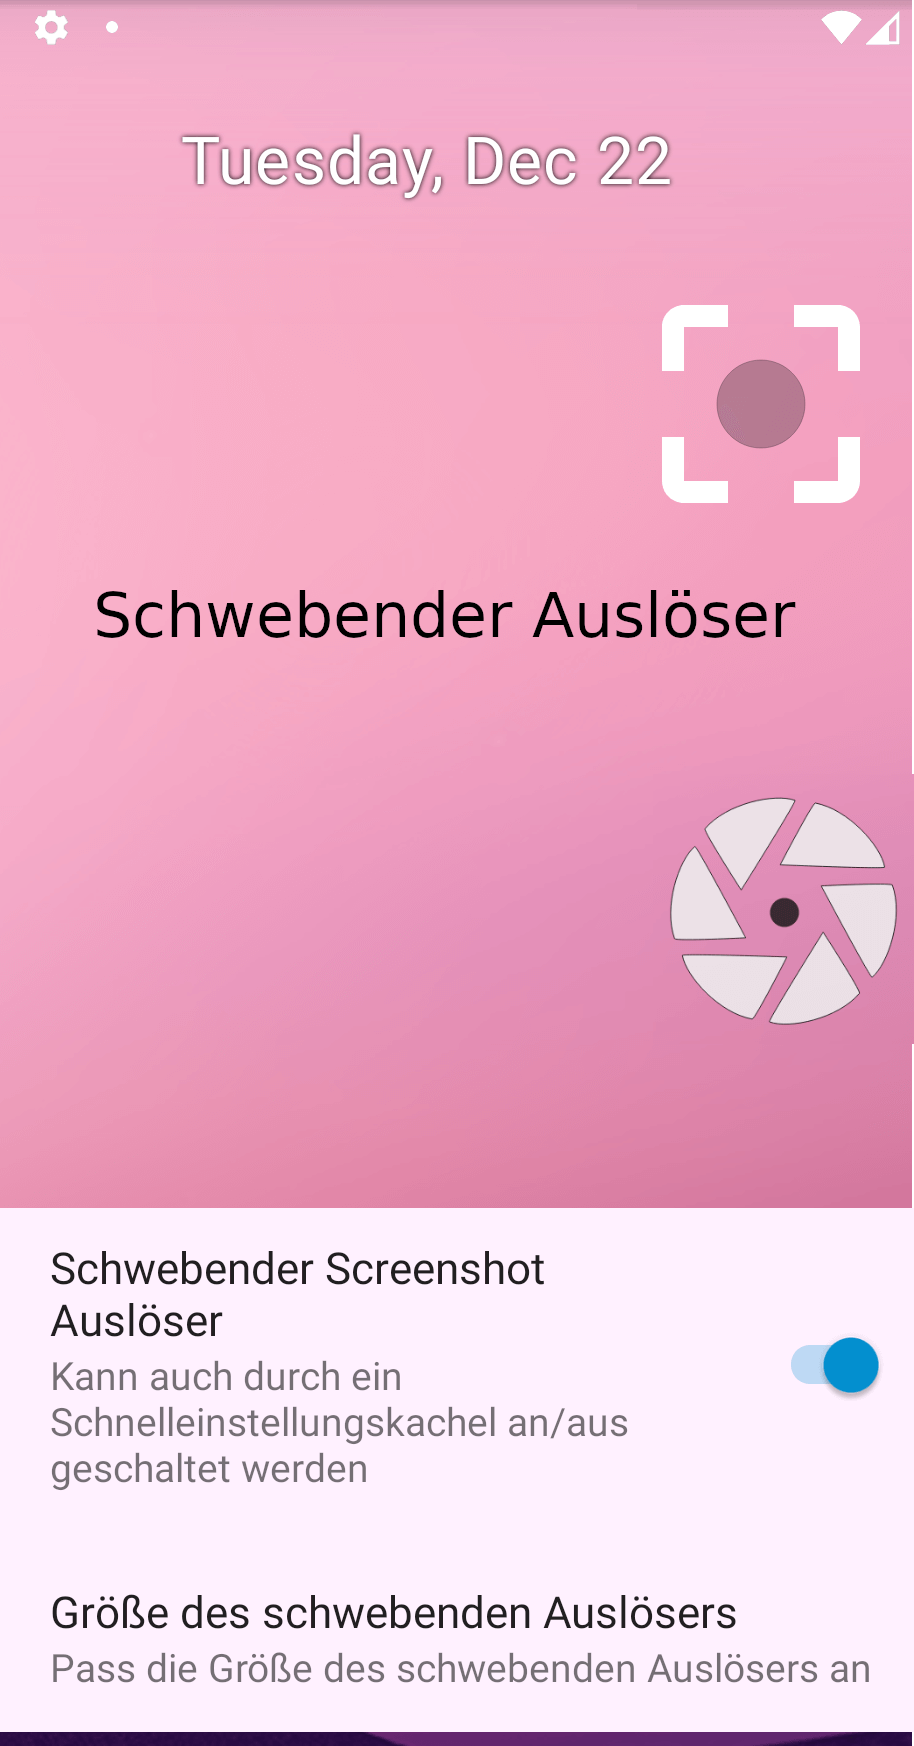 Tuesday, Dec 22
Schwebender Auslöser
Schwebender Screenshot
Auslöser
Kann auch durch ein
Schnelleinstellungskachel an/aus
geschaltet werden
Größe des schwebenden Auslösers
Pass die Größe des schwebenden Auslösers an